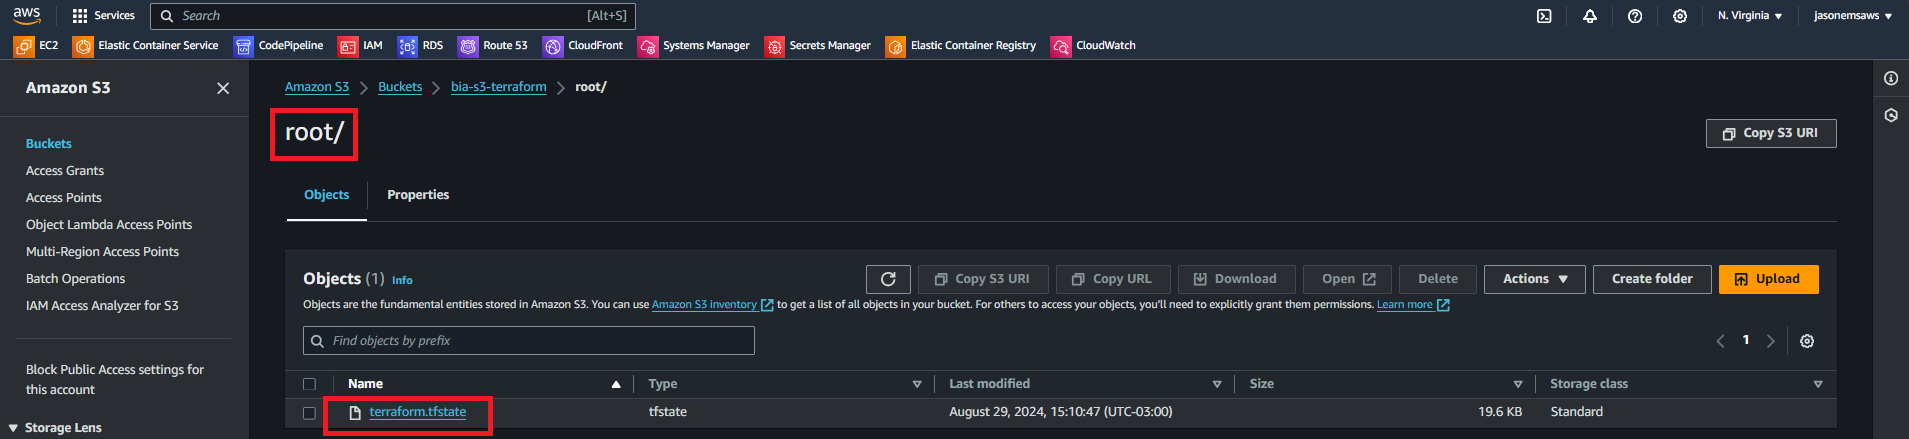 aws Services Search [Alt+S] N. Virginia jasonemsaws
EC2 Elastic Container Service CodePipeline IAM RDS Route 53 CloudFront Systems Manager Secrets Manager Elastic Container Registry CloudWatch
Amazon S3
Buckets
Access Grants
Access Points
Object Lambda Access Points
Multi-Region Access Points
Batch Operations
IAM Access Analyzer for S3
Block Public Access settings for
this account
Storage Lens
Amazon S3 Buckets bia-s3-terraform root/
root/
Copy S3 URI
Objects Properties
Objects (1) Info
Copy S3 URI Copy URL Download Open Delete Actions Create folder Upload
Objects are the fundamental entities stored in Amazon S3. You can use Amazon S3 inventory to get a list of all objects in your bucket. For others to access your objects, you'll need to explicitly grant them permissions. Learn more
Find objects by prefix
1
Name Type Last modified Size Storage class
terraform.tfstate tfstate August 29, 2024, 15:10:47 (UTC-03:00) 19.6 KB Standard